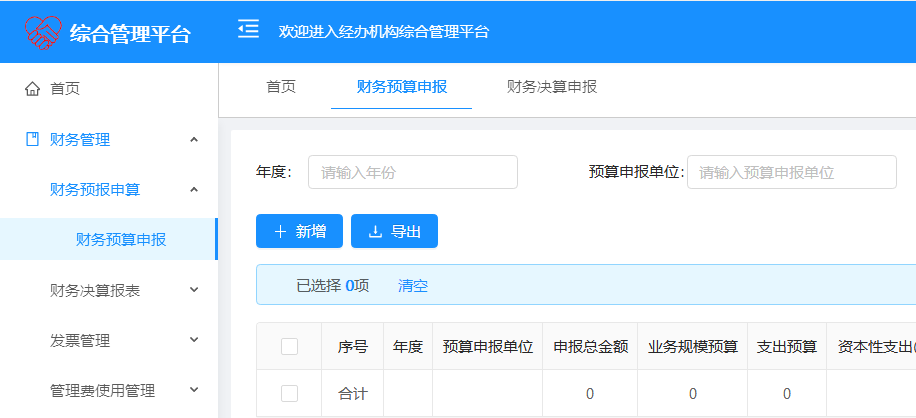 综合管理平台
欢迎进入经办机构综合管理平台
首页
财务管理
财务预报申算
财务预算申报
财务决算报表
发票管理
管理费使用管理
首页 财务预算申报 财务决算申报
年度： 请输入年份 预算申报单位： 请输入预算申报单位
新增 导出
已选择 0项 清空
序号 年度 预算申报单位 申报总金额 业务规模预算 支出预算 资本性支出(
合计 0 0 0